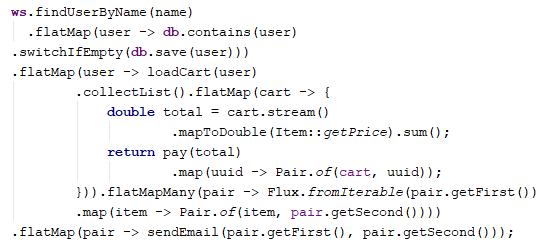 ws.findUserByName(name)
.flatMap(user -> db.contains(user)
.switchIfEmpty(db.save(user)))
.flatMap(user -> loadCart(user)
.collectList().flatMap(cart -> {
double total = cart.stream()
.mapToDouble(Item::getPrice).sum();
return pay(total)
.map(uuid -> Pair.of(cart, uuid));
})).flatMapMany(pair -> Flux.fromIterable(pair.getFirst())
.map(item -> Pair.of(item, pair.getSecond())))
.flatMap(pair -> sendEmail(pair.getFirst(), pair.getSecond()));